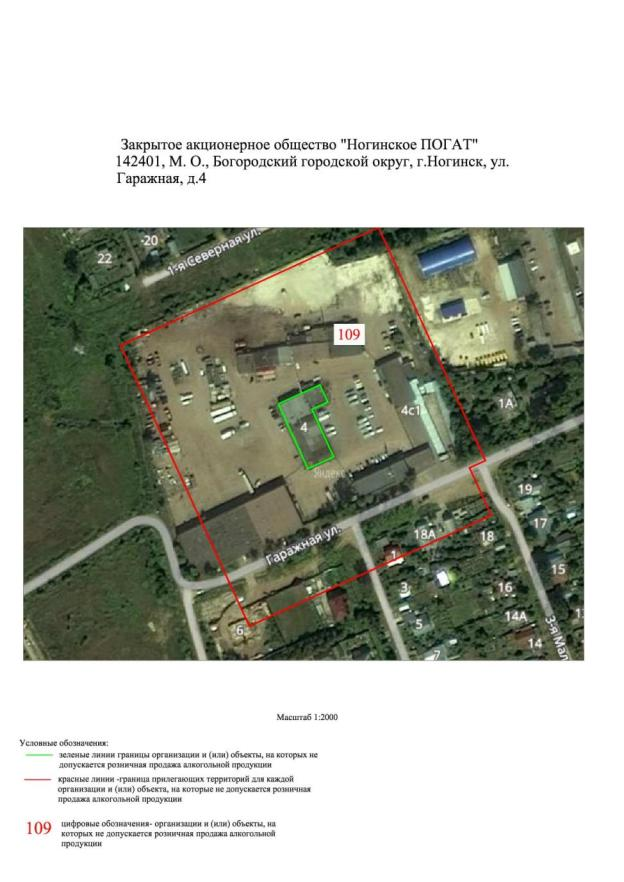 Закрытое акционерное общество "Ногинское ПОГАТ"
142401, М. О., Богородский городской округ, г.Ногинск, ул.
Гаражная, д.4
20
22
1-я Северная ул.
109
4с1
1А
4
Яндекс
19
17
Гаражная ул.
18А
18
1
15
3
16
5
14А
6
14
7
3-я Мал
Масштаб 1:2000
Условные обозначения:
зеленые линии границы организации и (или) объекты, на которых не
допускается розничная продажа алкогольной продукции
красные линии -граница прилегающих территорий для каждой
организации и (или) объекта, на которые не допускается розничная
продажа алкогольной продукции
109
цифровые обозначения- организации и (или) объекты, на
которых не допускается розничная продажа алкогольной
продукции